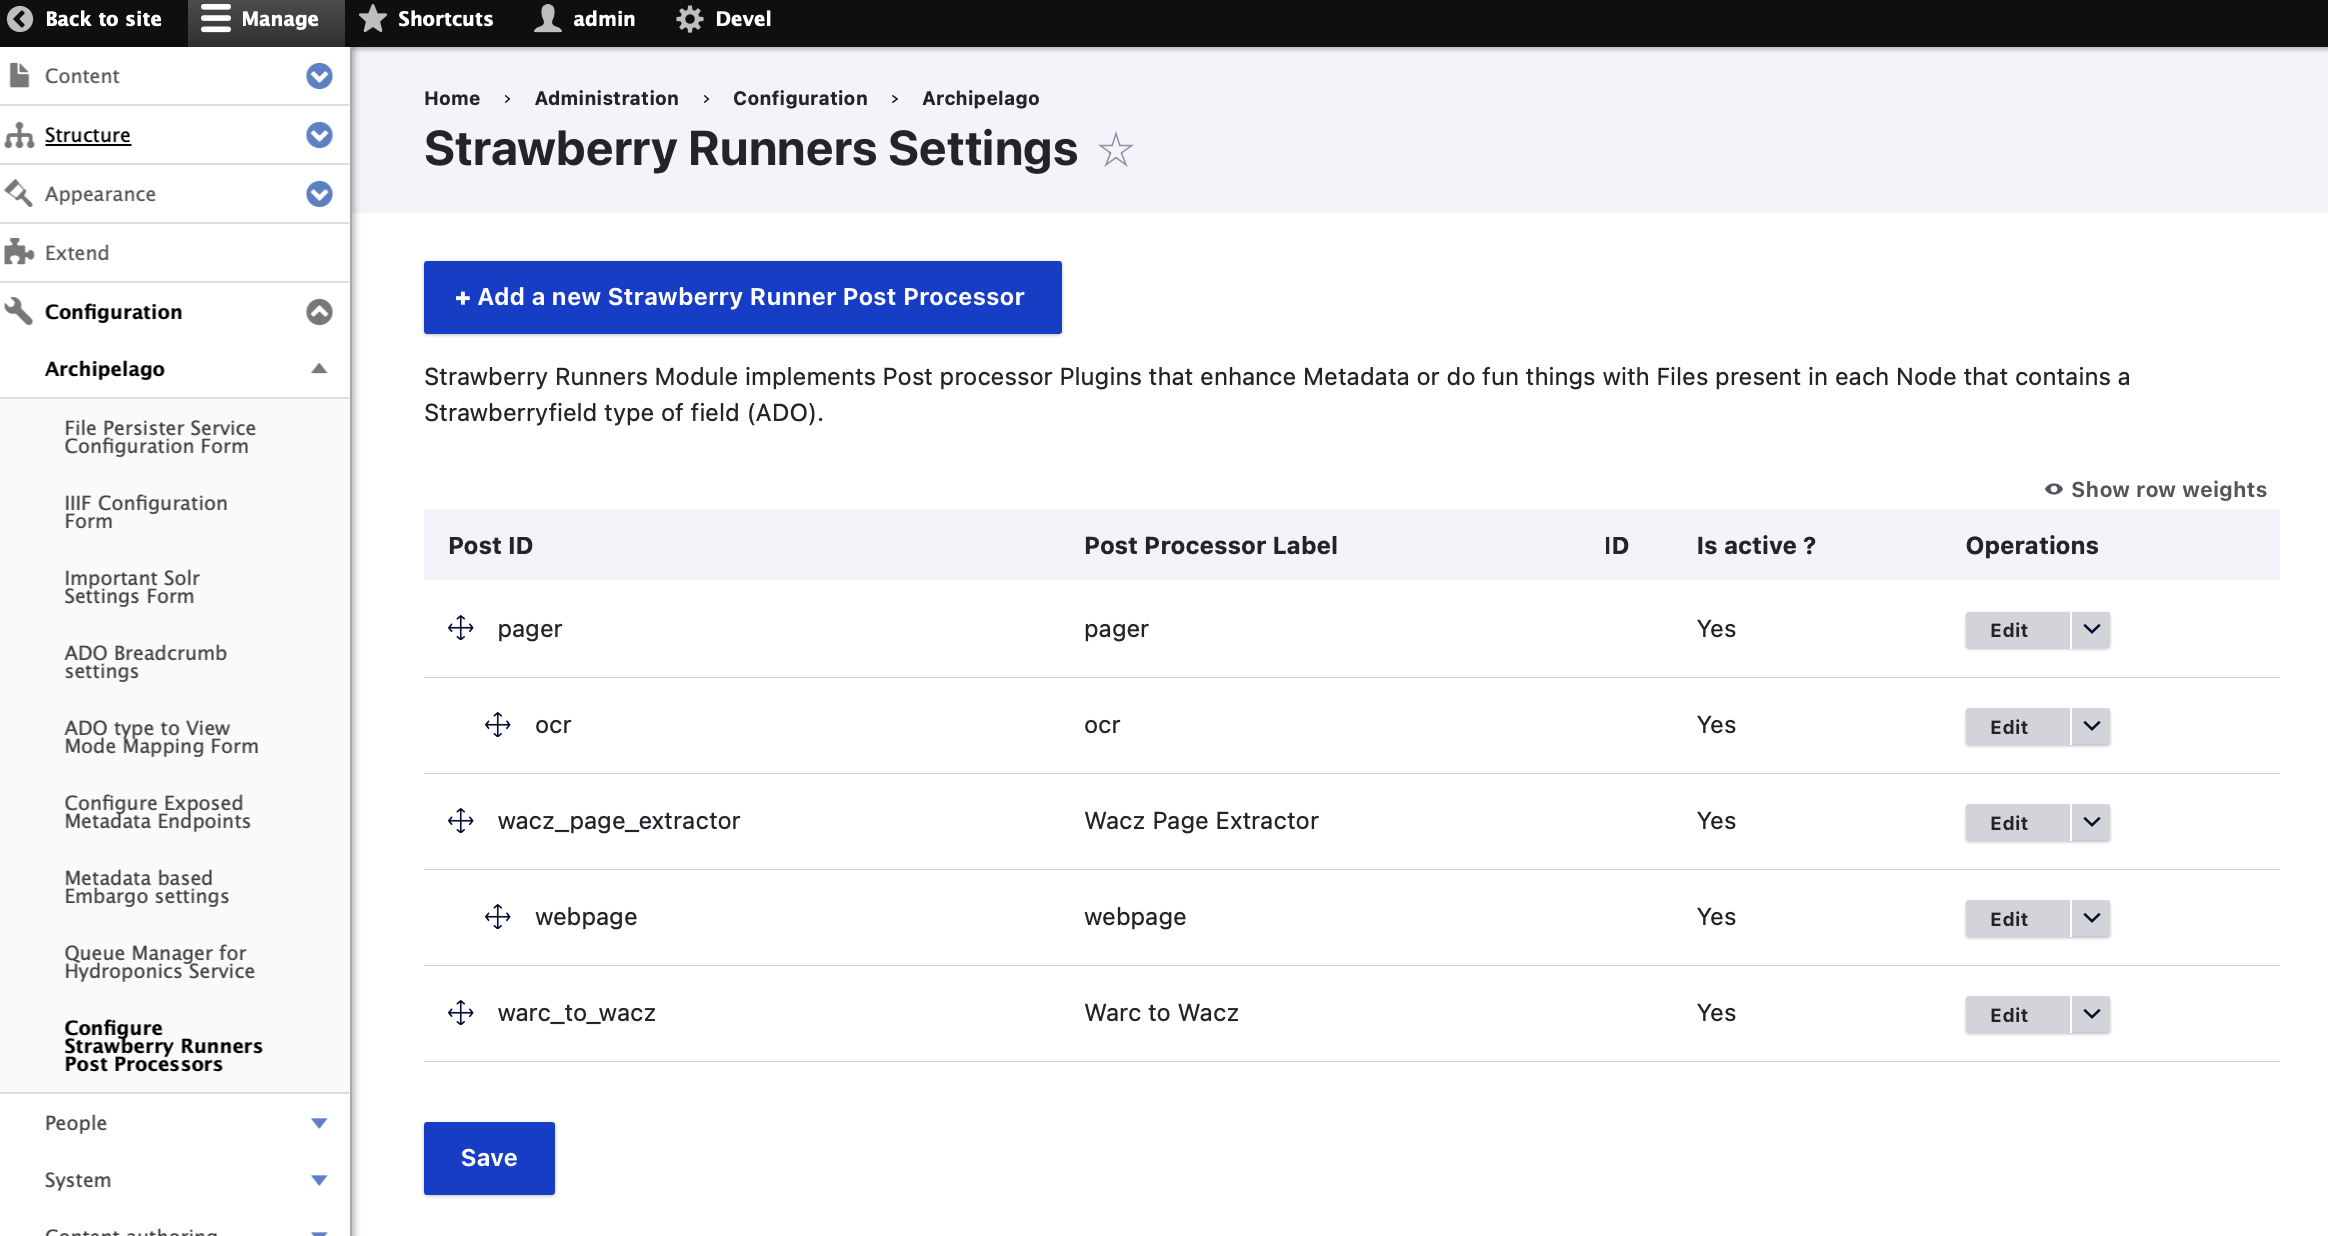 Back to site
Manage
Shortcuts
admin
Devel
Content
Structure
Appearance
Extend
Configuration
Archipelago
File Persister Service
Configuration Form
IIIF Configuration
Form
Important Solr
Settings Form
ADO Breadcrumb
settings
ADO type to View
Mode Mapping Form
Configure Exposed
Metadata Endpoints
Metadata based
Embargo settings
Queue Manager for
Hydroponics Service
Configure
Strawberry Runners
Post Processors
People
System
Content authoring
Home › Administration › Configuration › Archipelago
Strawberry Runners Settings
+ Add a new Strawberry Runner Post Processor
Strawberry Runners Module implements Post processor Plugins that enhance Metadata or do fun things with Files present in each Node that contains a
Strawberryfield type of field (ADO).
Show row weights
Post ID Post Processor Label ID Is active ? Operations
pager pager Yes Edit
ocr ocr Yes Edit
wacz_page_extractor Wacz Page Extractor Yes Edit
webpage webpage Yes Edit
warc_to_wacz Warc to Wacz Yes Edit
Save